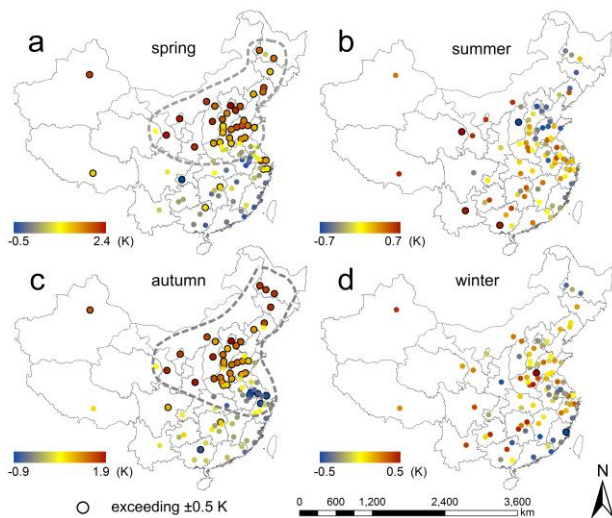 a spring
b summer
-0.5 2.4 (K)
-0.7 0.7 (K)
c autumn
d winter
-0.9 1.9 (K)
-0.5 0.5 (K)
N
exceeding ±0.5 K
0 600 1,200 2,400 3,600
km